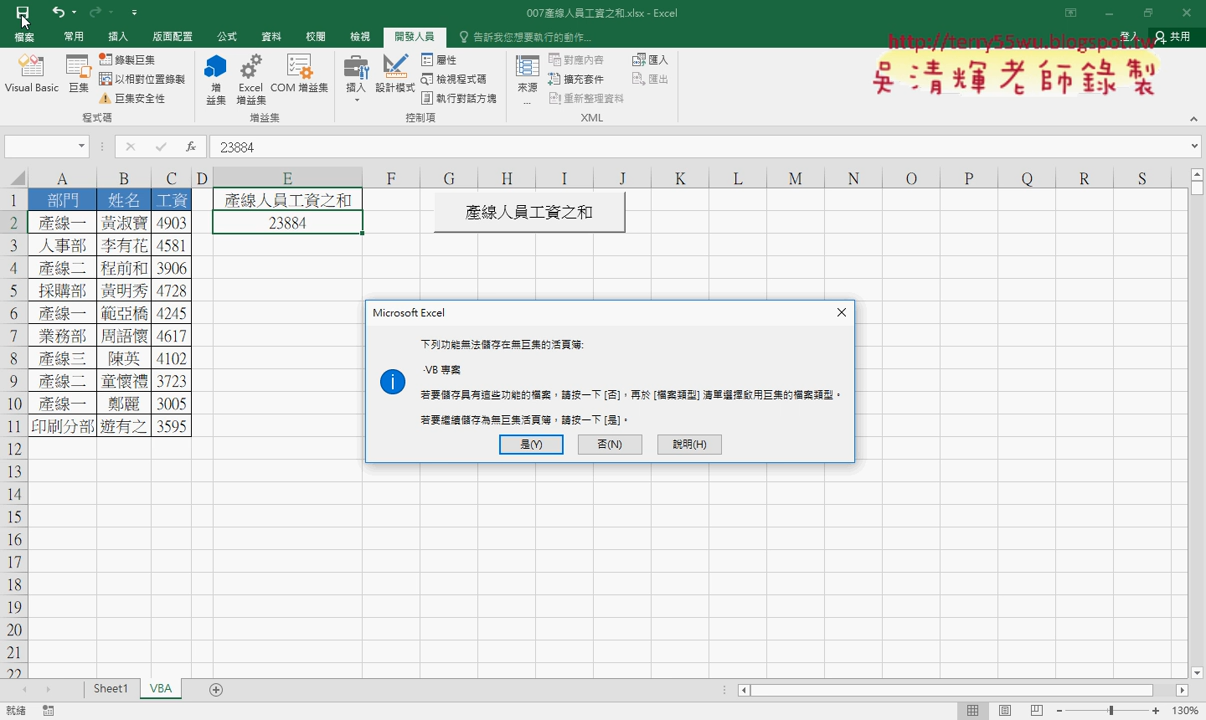 007產線人員工資之和.xlsx - Excel
檔案 常用 插入 版面配置 公式 資料 校閱 檢視 開發人員 告訴我您想要執行的動作... 登入 共用
http://terry55wu.blogspot.tw
吳清輝老師錄製
Visual Basic 巨集 錄製巨集 以相對位置錄製 巨集安全性
增益集 Excel 增益集 COM 增益集
插入 設計模式 屬性 檢視程式碼 執行對話方塊
來源... 對應內容 擴充套件 重新整理資料 匯入 匯出
程式碼 增益集 控制項 XML
fx 23884
A B C D E F G H I J K L M N O P Q R S
1 部門 姓名 工資 產線人員工資之和
產線人員工資之和
2 產線一 黃淑寶 4903 23884
3 人事部 李有花 4581
4 產線二 程前和 3906
5 採購部 黃明秀 4728
6 產線一 範亞橋 4245
7 業務部 周語懷 4617
8 產線三 陳英 4102
9 產線二 童懷禮 3723
10 產線一 鄭麗 3005
11 印刷分部 遊有之 3595
12
13
14
15
16
17
18
19
20
21
22
Microsoft Excel
下列功能無法儲存在無巨集的活頁簿:
·VB 專案
若要儲存具有這些功能的檔案，請按一下 [否]，再於 [檔案類型] 清單選擇啟用巨集的檔案類型。
若要繼續儲存為無巨集活頁簿，請按一下 [是]。
是(Y) 否(N) 說明(H)
Sheet1 VBA
就緒 130%